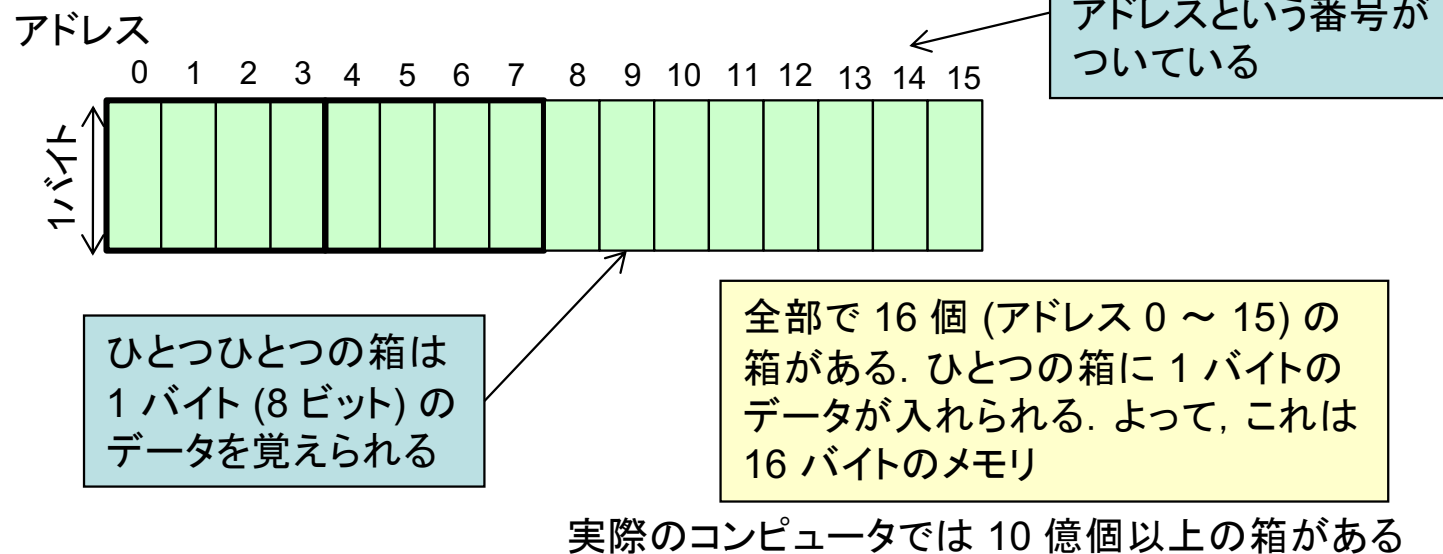 アドレスという番号が
ついている
アドレス
0 1 2 3 4 5 6 7 8 9 10 11 12 13 14 15
1バイト
ひとつひとつの箱は
1 バイト (8 ビット) の
データを覚えられる
全部で 16 個 (アドレス 0 ～ 15) の
箱がある. ひとつの箱に 1 バイトの
データが入れられる. よって, これは
16 バイトのメモリ
実際のコンピュータでは 10 億個以上の箱がある